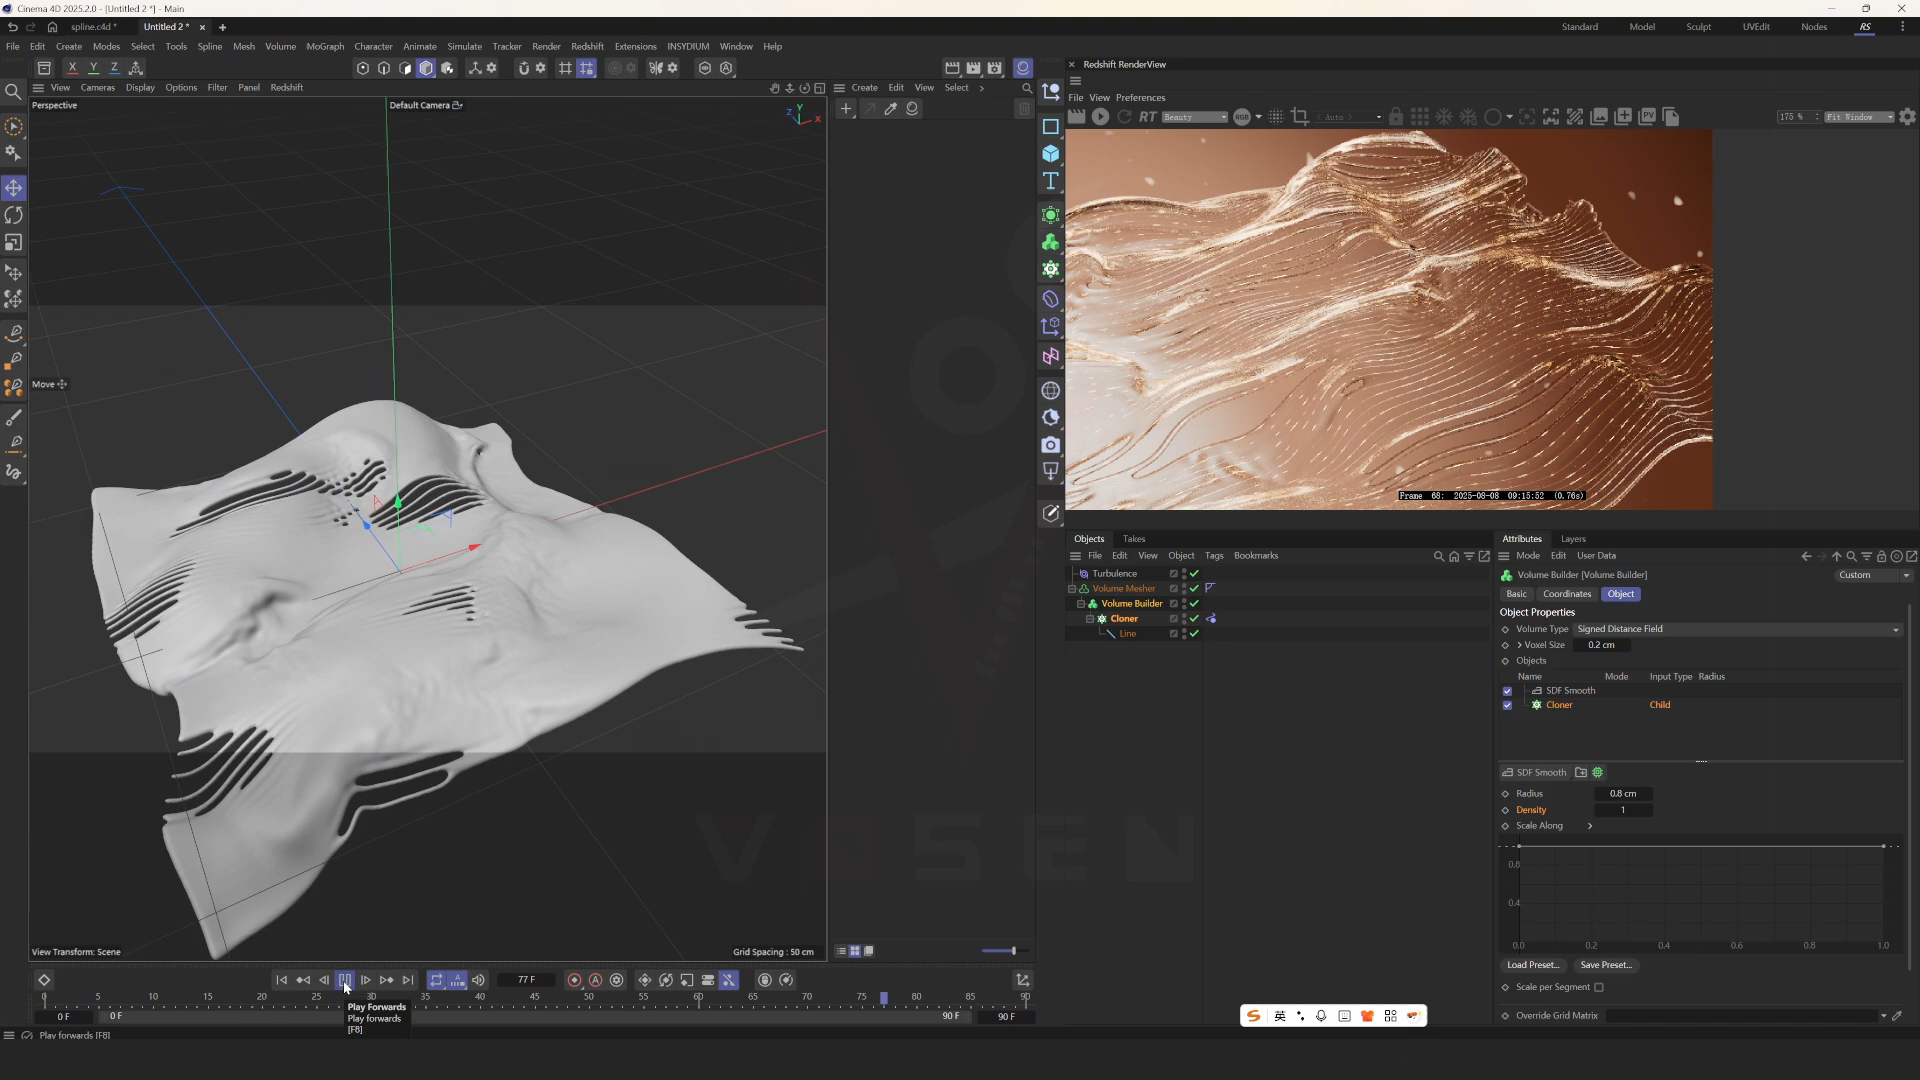 Cinema 4D 2025.2.0 - [Untitled 2 *] - Main
spline.c4d *
Untitled 2 *
Standard
Model
Sculpt
UVEdit
Nodes
RS
File Edit Create Modes Select Tools Spline Mesh Volume MoGraph Character Animate Simulate Tracker Render Redshift Extensions INSYDIUM Window Help
X Y Z
View Cameras Display Options Filter Panel Redshift
Perspective
Default Camera
Y
Z
X
Move
View Transform: Scene
Grid Spacing : 50 cm
Create Edit View Select
Redshift RenderView
File View Preferences
RT
Beauty
RGB
< Auto >
PV
175 %
Fit Window
Frame 68: 2025-08-08 09:15:52 (0.76s)
VISEN
Objects
Takes
File Edit View Object Tags Bookmarks
Turbulence
Volume Mesher
Volume Builder
Cloner
Line
Attributes
Layers
Mode Edit User Data
Volume Builder [Volume Builder]
Custom
Basic
Coordinates
Object
Object Properties
Volume Type
Signed Distance Field
Voxel Size
0.2 cm
Objects
Name Mode Input Type Radius
SDF Smooth
Cloner
Child
SDF Smooth
Radius
0.8 cm
Density
1
Scale Along
0.8
0.4
0.0 0.2 0.4 0.6 0.8 1.0
Load Preset...
Save Preset...
Scale per Segment
Override Grid Matrix
77 F
0 5 10 15 20 25 30 35 40 45 50 55 60 65 70 75 80 85 90
0 F
0 F
90 F
90 F
Play Forwards
Play forwards
[F8]
Play forwards [F8]
英